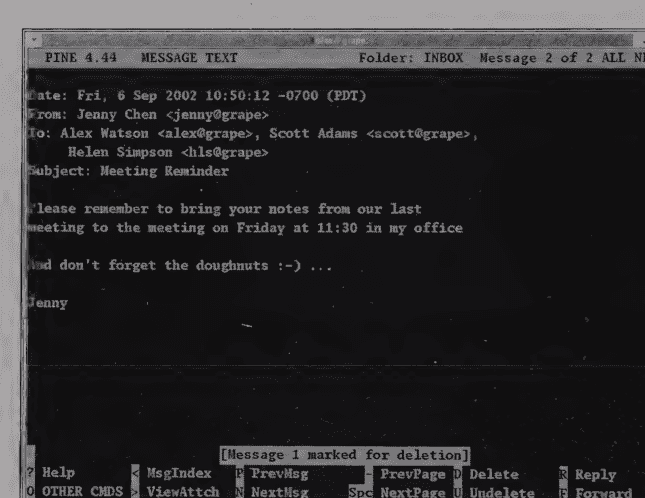 PINE 4.44 MESSAGE TEXT Folder: INBOX Message 2 of 2 ALL
Date: Fri, 6 Sep 2002 10:50:12 -0700 (PDT)
From: Jenny Chen <jenny@grape>
To: Alex Watson <alex@grape>, Scott Adams <scott@grape>,
Helen Simpson <hls@grape>
Subject: Meeting Reminder
Please remember to bring your notes from our last
meeting to the meeting on Friday at 11:30 in my office
And don't forget the doughnuts :-) ...
Jenny
[Message 1 marked for deletion]
? Help < MsgIndex P PrevMsg - PrevPage D Delete R Reply
O OTHER CMDS > ViewAttch N NextMsg Spc NextPage U Undelete F Forward